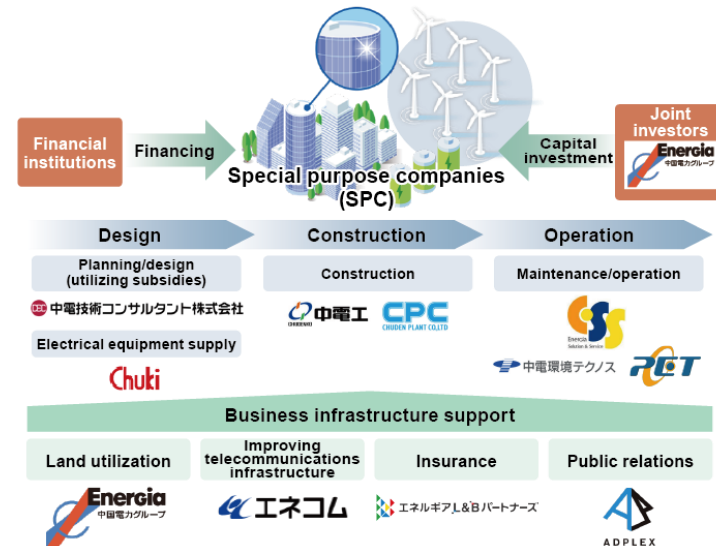 Financial
institutions
Financing
Special purpose companies
(SPC)
Capital
investment
Joint
investors
Energia
中国電力グループ
Design
Construction
Operation
Planning/design
(utilizing subsidies)
Construction
Maintenance/operation
CEC 中電技術コンサルタント株式会社
CHUDENKO 中電工
CPC
CHUDEN PLANT CO,LTD
ESS
Energia
Solution & Service
Electrical equipment supply
Chuki
中電環境テクノス
PET
Business infrastructure support
Land utilization
Improving
telecommunications
infrastructure
Insurance
Public relations
Energia
中国電力グループ
エネコム
エネルギアL&Bパートナーズ
ADPLEX